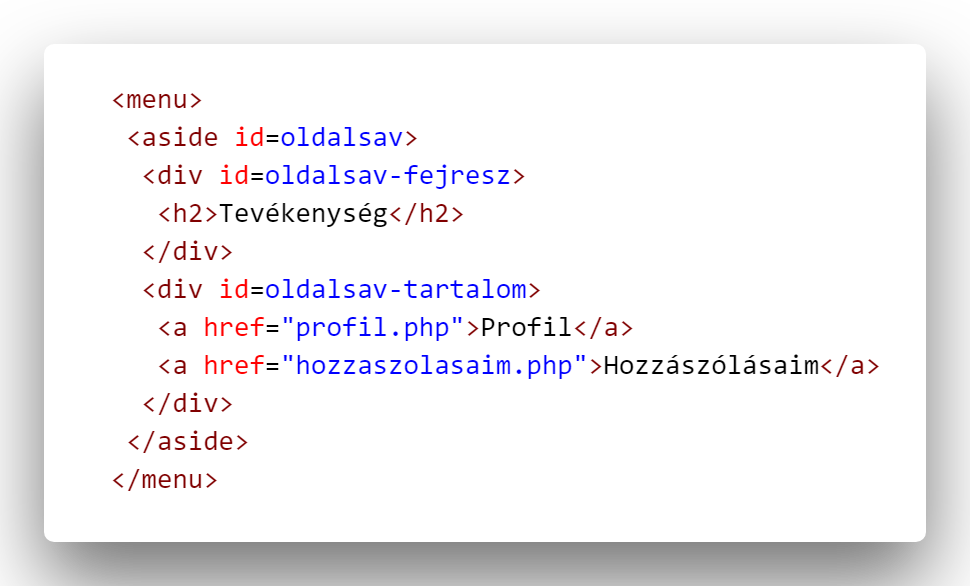 <menu>
<aside id=oldalsav>
<div id=oldalsav-fejresz>
<h2>Tevékenység</h2>
</div>
<div id=oldalsav-tartalom>
<a href="profil.php">Profil</a>
<a href="hozzaszolasaim.php">Hozzászólásaim</a>
</div>
</aside>
</menu>